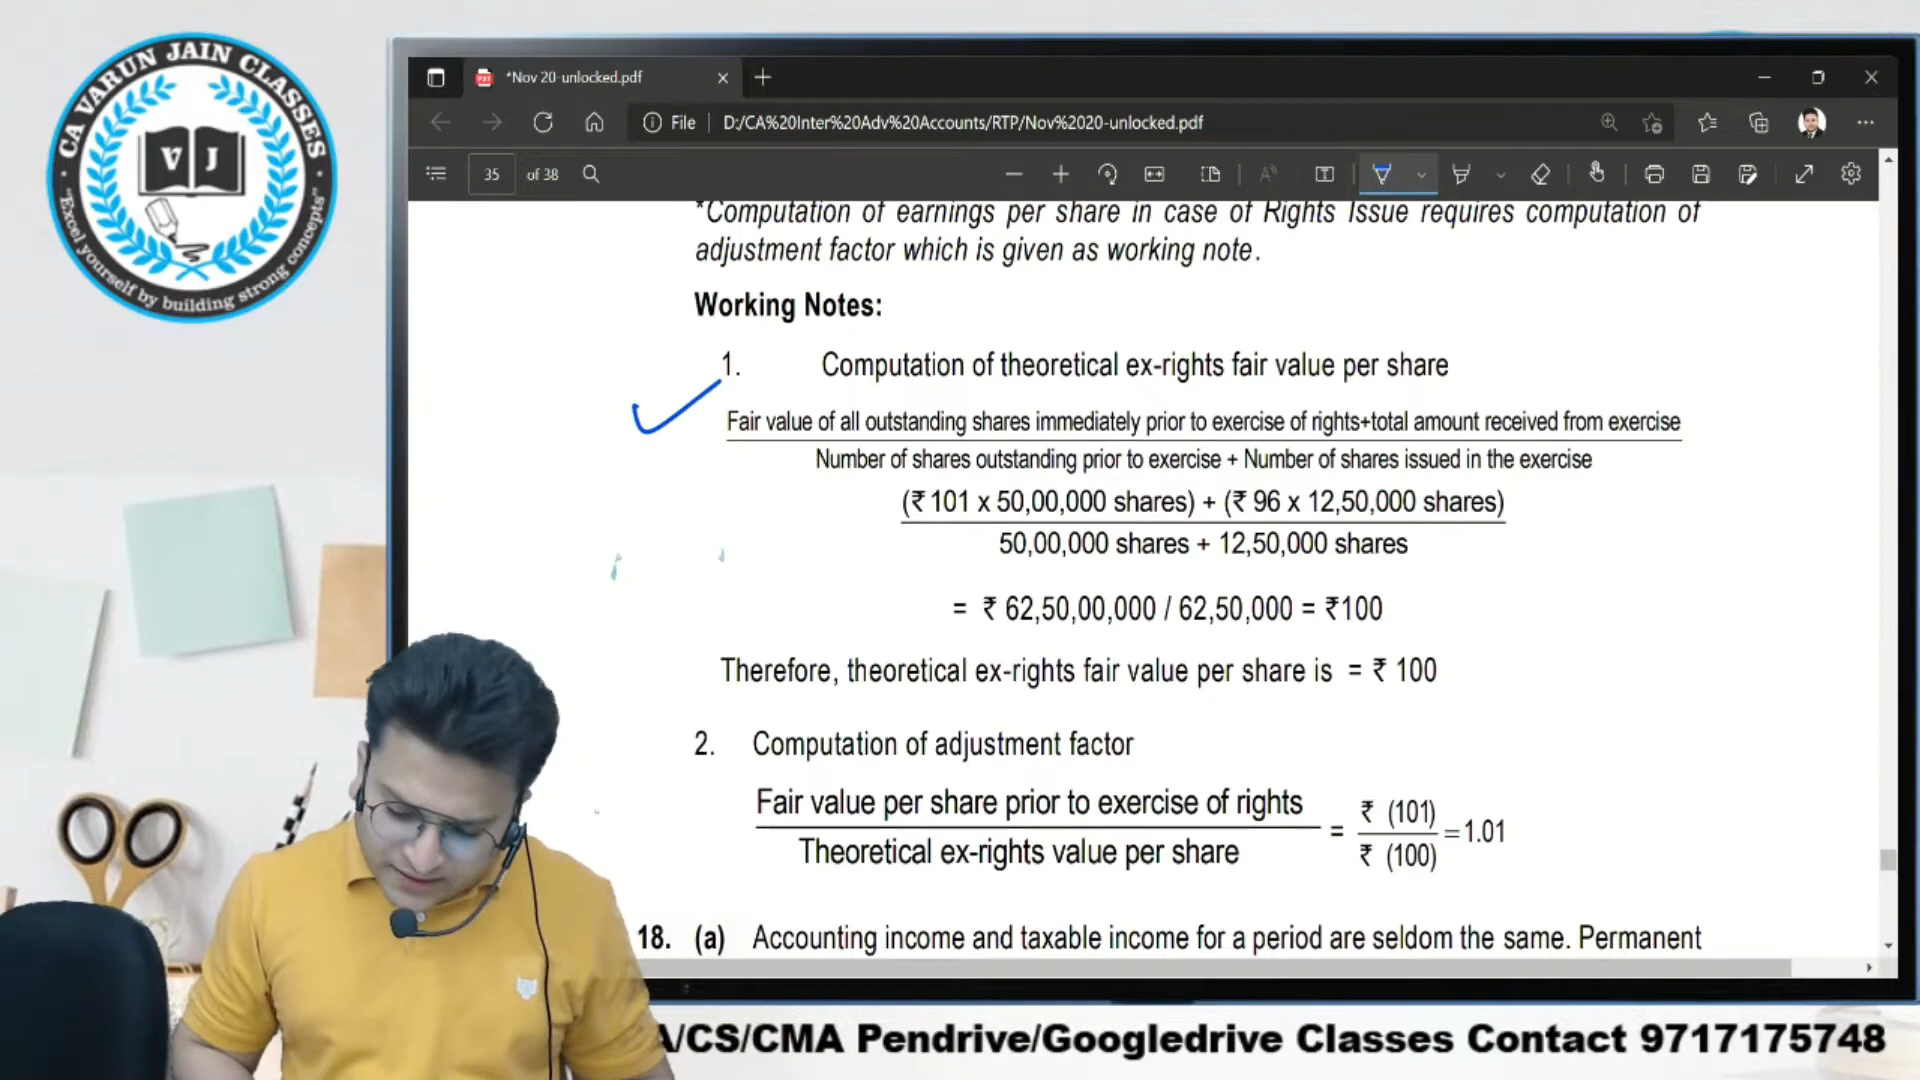 CA VARUN JAIN CLASSES
V J
"Excel yourself by building strong concepts"
*Nov 20-unlocked.pdf
File D:/CA%20Inter%20Adv%20Accounts/RTP/Nov%2020-unlocked.pdf
35 of 38
*Computation of earnings per share in case of Rights Issue requires computation of
adjustment factor which is given as working note.
Working Notes:
1. Computation of theoretical ex-rights fair value per share
Fair value of all outstanding shares immediately prior to exercise of rights+total amount received from exercise
Number of shares outstanding prior to exercise + Number of shares issued in the exercise
(₹ 101 x 50,00,000 shares) + (₹ 96 x 12,50,000 shares)
50,00,000 shares + 12,50,000 shares
= ₹ 62,50,00,000 / 62,50,000 = ₹100
Therefore, theoretical ex-rights fair value per share is = ₹ 100
2. Computation of adjustment factor
Fair value per share prior to exercise of rights
Theoretical ex-rights value per share
= ₹ (101)
₹ (100)
=1.01
18. (a) Accounting income and taxable income for a period are seldom the same. Permanent
A/CS/CMA Pendrive/Googledrive Classes Contact 9717175748